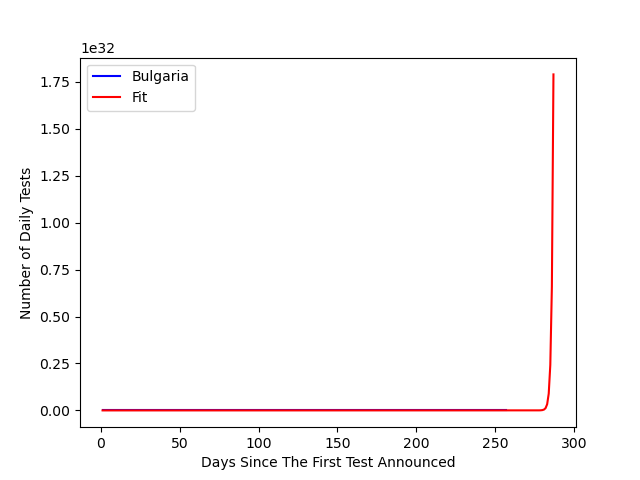 1e32
Bulgaria
Fit
1.75
1.50
1.25
1.00
0.75
0.50
0.25
0.00
Number of Daily Tests
0 50 100 150 200 250 300
Days Since The First Test Announced